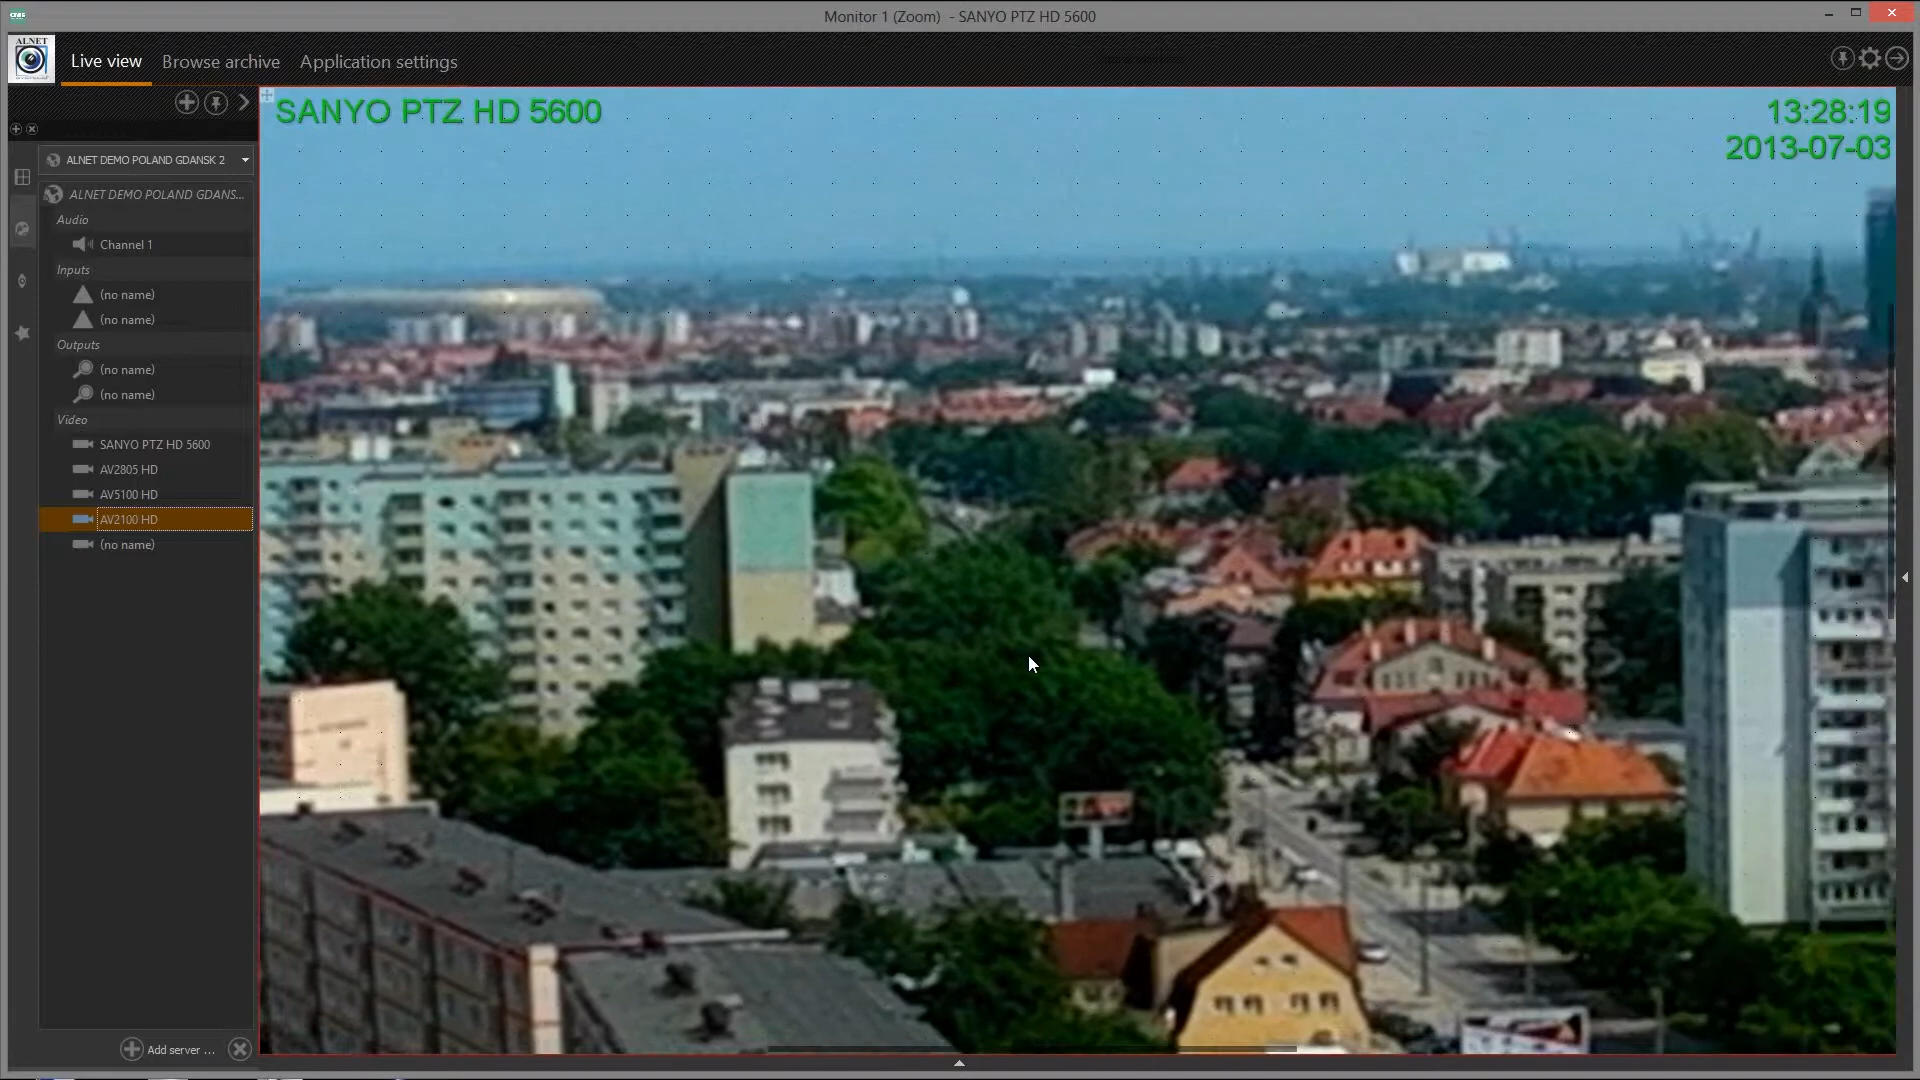 Monitor 1 (Zoom) - SANYO PTZ HD 5600
ALNET
Live view
Browse archive
Application settings
SANYO PTZ HD 5600
13:28:19
2013-07-03
ALNET DEMO POLAND GDANSK 2
ALNET DEMO POLAND GDANS...
Audio
Channel 1
Inputs
(no name)
(no name)
Outputs
(no name)
(no name)
Video
SANYO PTZ HD 5600
AV2805 HD
AV5100 HD
AV2100 HD
(no name)
Add server ...